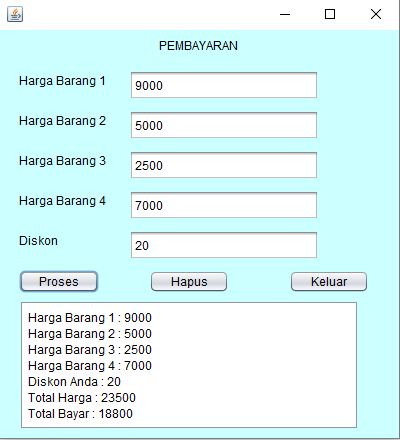 PEMBAYARAN
Harga Barang 1 9000
Harga Barang 2 5000
Harga Barang 3 2500
Harga Barang 4 7000
Diskon 20
Proses Hapus Keluar
Harga Barang 1 : 9000
Harga Barang 2 : 5000
Harga Barang 3 : 2500
Harga Barang 4 : 7000
Diskon Anda : 20
Total Harga : 23500
Total Bayar : 18800